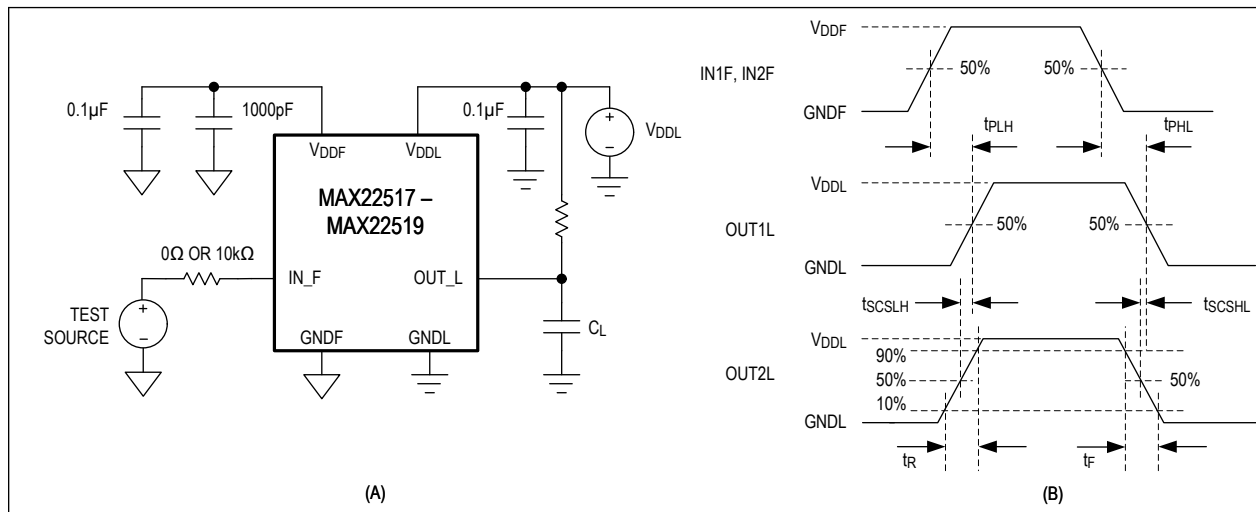 0.1µF
1000pF
0.1µF
VDDL
VDDF
VDDL
MAX22517 –
MAX22519
0Ω OR 10kΩ
IN_F
OUT_L
TEST
SOURCE
GNDF
GNDL
CL
(A)
VDDF
IN1F, IN2F
50%
50%
GNDF
tPLH
tPHL
VDDL
OUT1L
50%
50%
GNDL
tSCSLH
tSCSHL
VDDL
90%
OUT2L
50%
50%
10%
GNDL
tR
tF
(B)